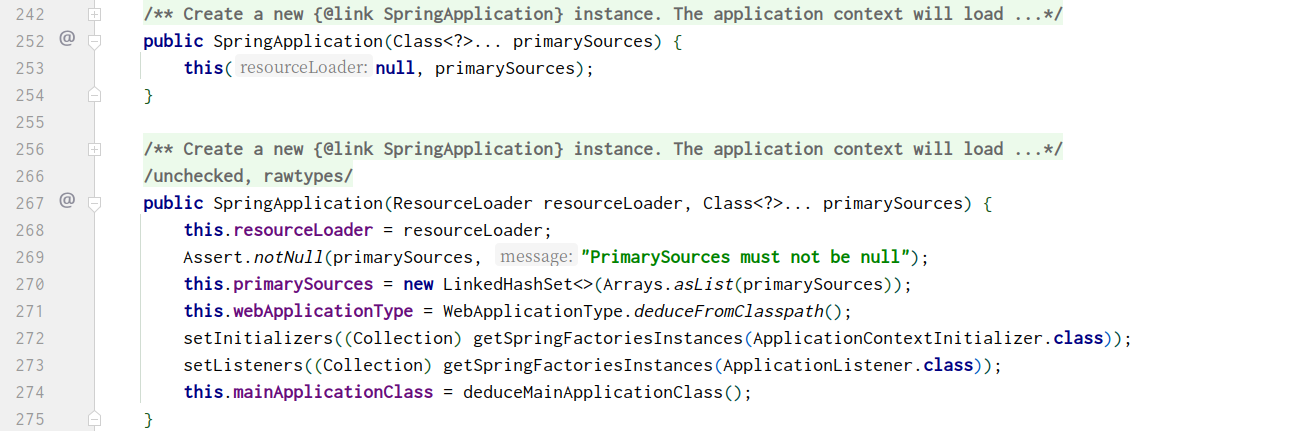 242 /** Create a new {@link SpringApplication} instance. The application context will load ...*/
252 @ public SpringApplication(Class<?>... primarySources) {
253 this( resourceLoader: null, primarySources);
254 }
255
256 /** Create a new {@link SpringApplication} instance. The application context will load ...*/
266 /unchecked, rawtypes/
267 @ public SpringApplication(ResourceLoader resourceLoader, Class<?>... primarySources) {
268 this.resourceLoader = resourceLoader;
269 Assert.notNull(primarySources, message: "PrimarySources must not be null");
270 this.primarySources = new LinkedHashSet<>(Arrays.asList(primarySources));
271 this.webApplicationType = WebApplicationType.deduceFromClasspath();
272 setInitializers((Collection) getSpringFactoriesInstances(ApplicationContextInitializer.class));
273 setListeners((Collection) getSpringFactoriesInstances(ApplicationListener.class));
274 this.mainApplicationClass = deduceMainApplicationClass();
275 }